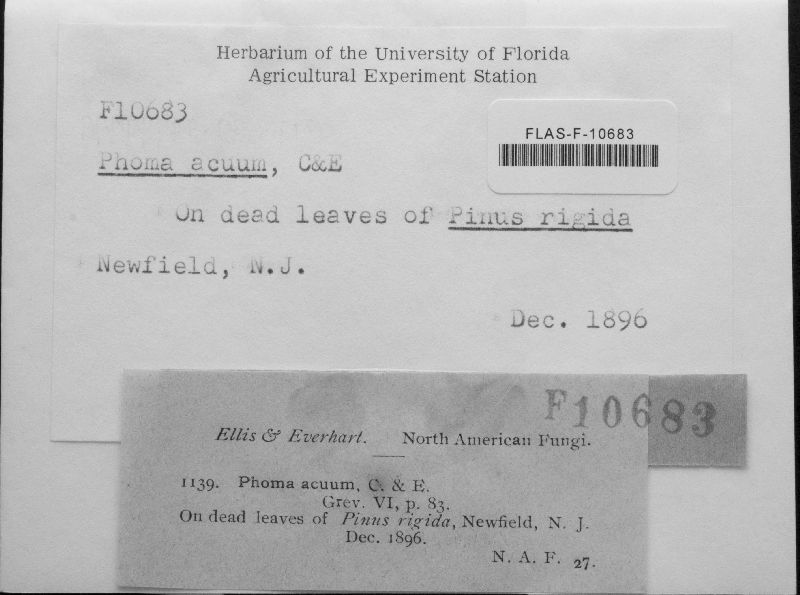 Herbarium of the University of Florida
Agricultural Experiment Station
F10683
FLAS-F-10683
Phoma acuum, C&E
On dead leaves of Pinus rigida
Newfield, N.J.
Dec. 1896
F10683
Ellis & Everhart. North American Fungi.
1139. Phoma acuum, C. & E.
Grev. VI, p. 83.
On dead leaves of Pinus rigida, Newfield, N. J.
Dec. 1896.
N. A. F. 27.